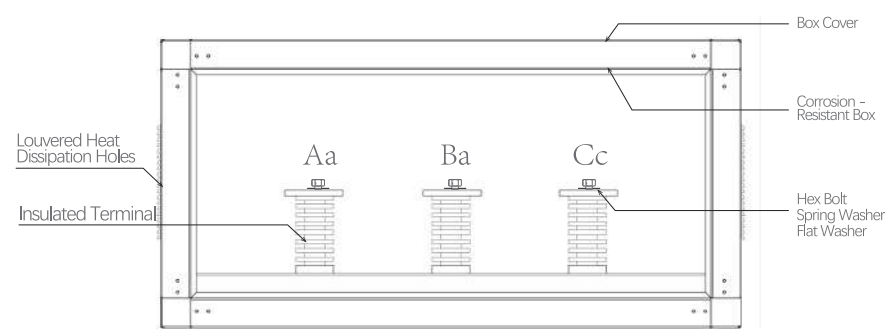 Box Cover
Corrosion -
Resistant Box
Louvered Heat
Dissipation Holes
Aa Ba Cc
Insulated Terminal
Hex Bolt
Spring Washer
Flat Washer